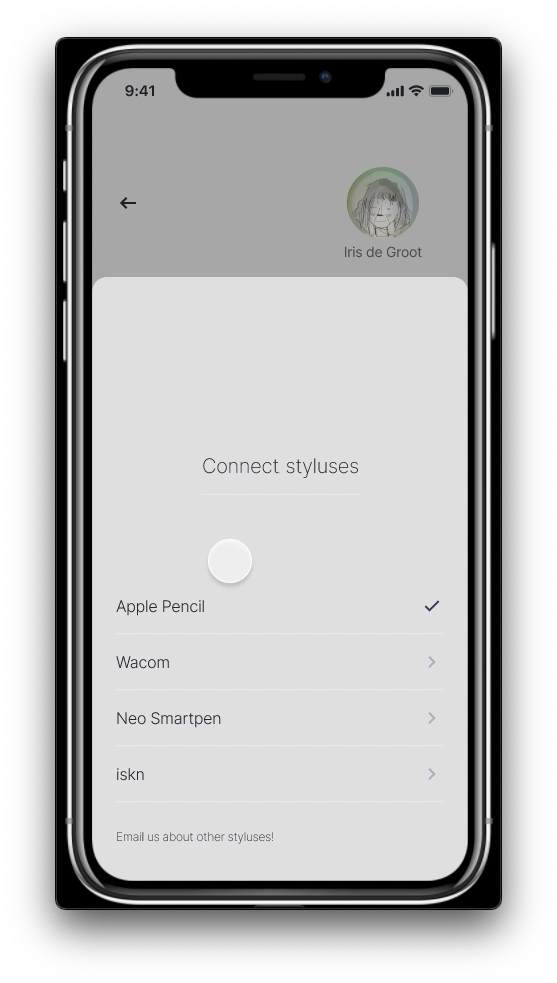 9:41
Iris de Groot
Connect styluses
Apple Pencil
Wacom
Neo Smartpen
iskn
Email us about other styluses!